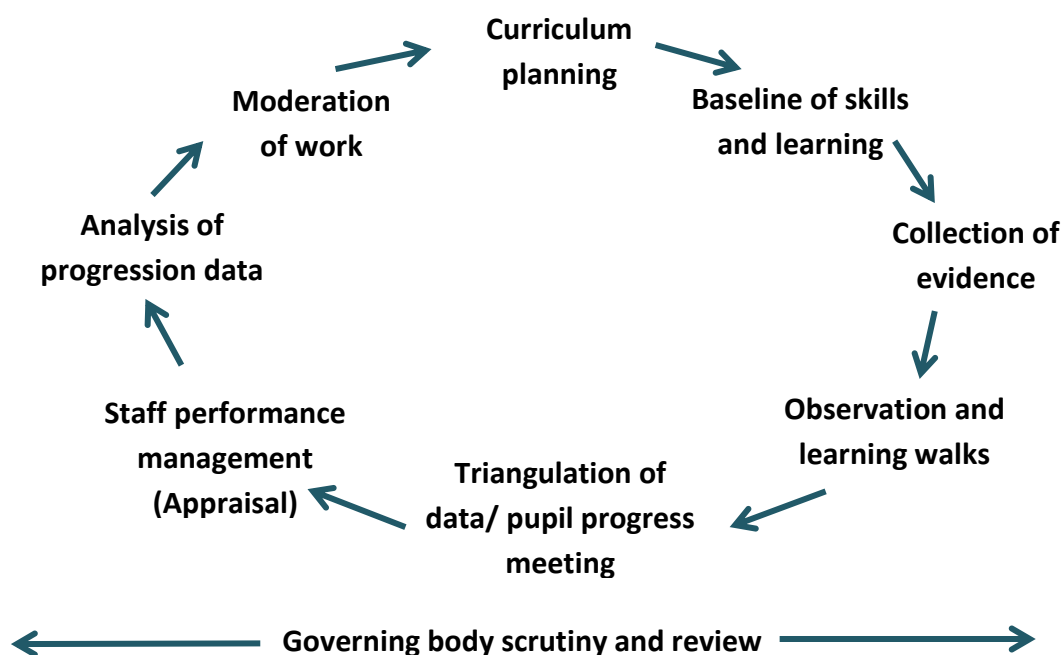 Curriculum
planning
Baseline of skills
and learning
Collection of
evidence
Observation and
learning walks
Triangulation of
data/ pupil progress
meeting
Staff performance
management
(Appraisal)
Analysis of
progression data
Moderation
of work
Governing body scrutiny and review